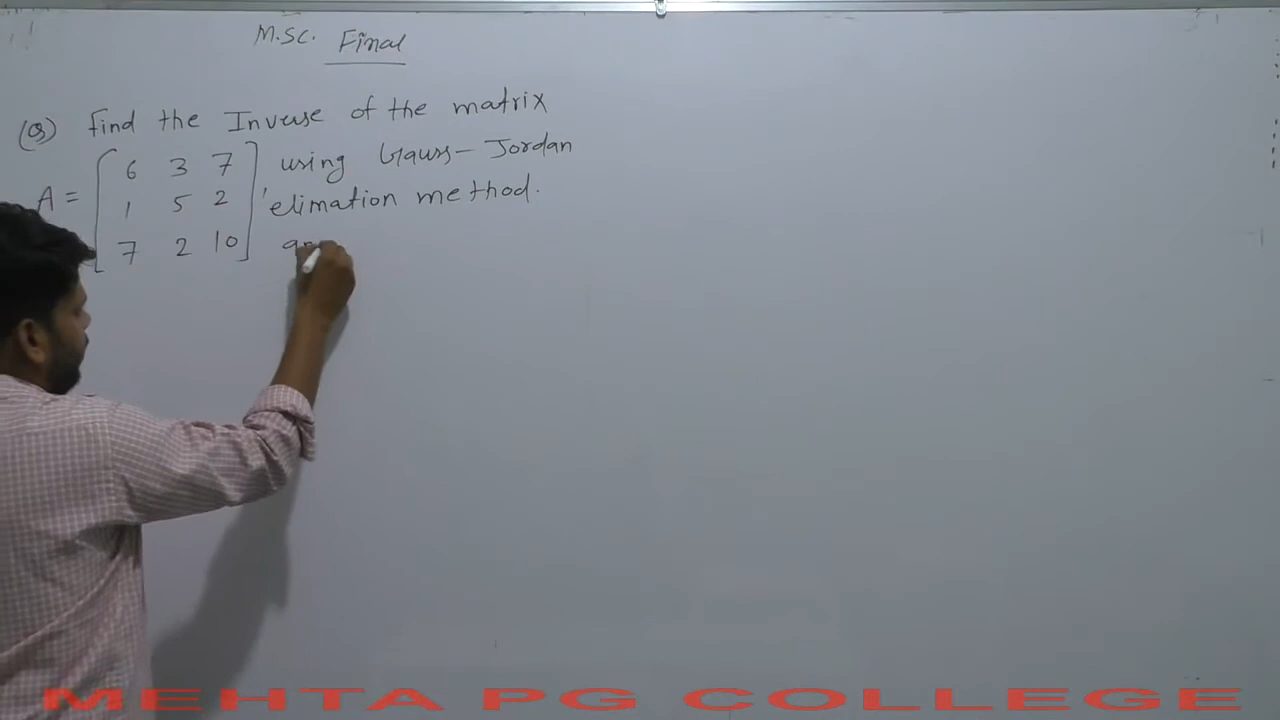 M.SC. Final
(Q) Find the Inverse of the matrix
A = [ 6 3 7 ] using Gauss-Jordan
1 5 2 , elimation method.
7 2 10
MEHTA PG COLLEGE